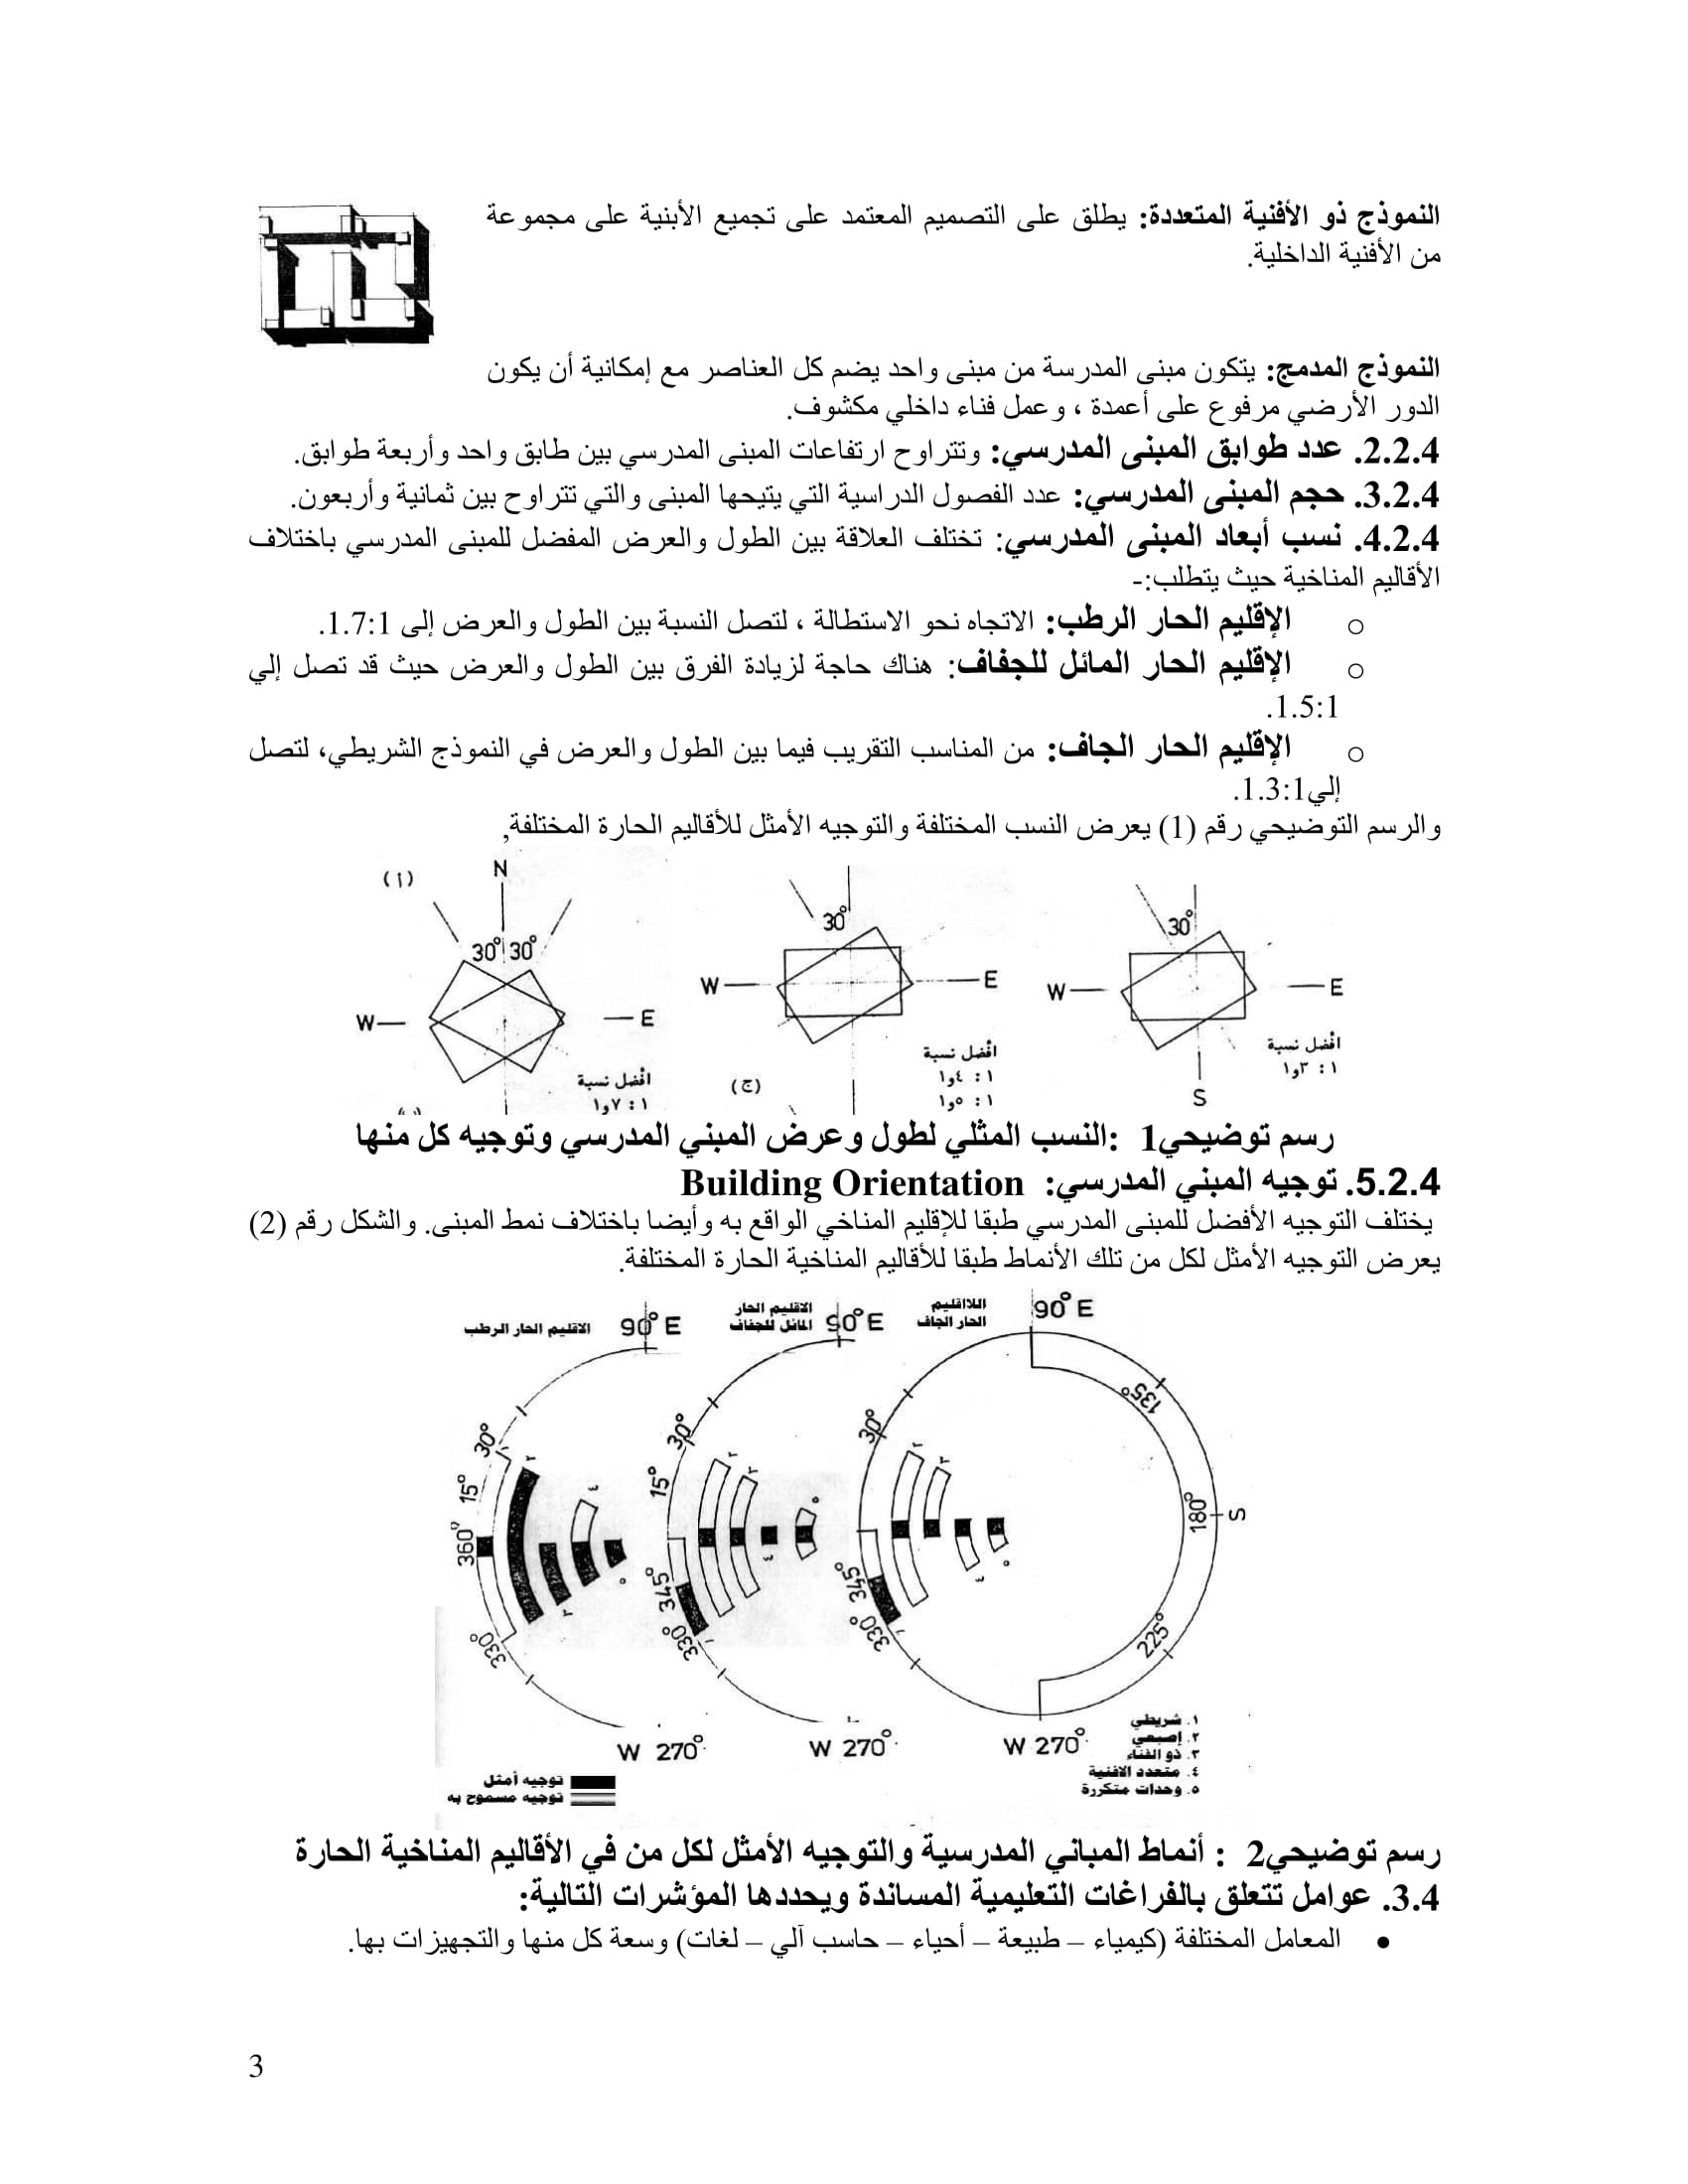 النموذج ذو الأفنية المتعددة: يطلق على التصميم المعتمد على تجميع الأبنية على مجموعة
من الأفنية الداخلية.
النموذج المدمج: يتكون مبنى المدرسة من مبنى واحد يضم كل العناصر مع إمكانية أن يكون
الدور الأرضي مرفوع على أعمدة ، وعمل فناء داخلي مكشوف.
2.2.4. عدد طوابق المبنى المدرسي: وتتراوح ارتفاعات المبنى المدرسي بين طابق واحد وأربعة طوابق.
3.2.4. حجم المبنى المدرسي: عدد الفصول الدراسية التي يتيحها المبنى والتي تتراوح بين ثمانية وأربعون.
4.2.4. نسب أبعاد المبنى المدرسي: تختلف العلاقة بين الطول والعرض المفضل للمبنى المدرسي باختلاف
الأقاليم المناخية حيث يتطلب:-
o الإقليم الحار الرطب: الاتجاه نحو الاستطالة ، لتصل النسبة بين الطول والعرض إلى 1.7:1.
o الإقليم الحار المائل للجفاف: هناك حاجة لزيادة الفرق بين الطول والعرض حيث قد تصل إلي
1.5:1.
o الإقليم الحار الجاف: من المناسب التقريب فيما بين الطول والعرض في النموذج الشريطي، لتصل
إلي1.3:1.
والرسم التوضيحي رقم (1) يعرض النسب المختلفة والتوجيه الأمثل للأقاليم الحارة المختلفة,
(أ)
N
30° 30°
W
E
افضل نسبة
١ : ٧و١
30°
W
E
افضل نسبة
١ : ٤و١
١ : ٥و١
(ج)
30°
W
E
S
افضل نسبة
١ : ٣و١
رسم توضيحي1 :النسب المثلي لطول وعرض المبني المدرسي وتوجيه كل منها
5.2.4. توجيه المبني المدرسي: Building Orientation
يختلف التوجيه الأفضل للمبنى المدرسي طبقا للإقليم المناخي الواقع به وأيضا باختلاف نمط المبنى. والشكل رقم (2)
يعرض التوجيه الأمثل لكل من تلك الأنماط طبقا للأقاليم المناخية الحارة المختلفة.
الاقليم الحار الرطب
90° E
30°
15°
360°
330°
W 270°
الاقليم الحار
المائل للجفاف
90° E
30°
15°
345°
330°
W 270°
اللااقليم
الحار الجاف
90° E
30°
135°
180°
S
345°
330°
225°
W 270°
١. شريطي
٢. إصبعي
٣. ذو الفناء
٤. متعدد الافنية
٥. وحدات متكررة
توجيه أمثل
توجيه مسموح به
رسم توضيحي2 : أنماط المباني المدرسية والتوجيه الأمثل لكل من في الأقاليم المناخية الحارة
3.4. عوامل تتعلق بالفراغات التعليمية المساندة ويحددها المؤشرات التالية:
• المعامل المختلفة (كيمياء – طبيعة – أحياء – حاسب آلي – لغات) وسعة كل منها والتجهيزات بها.
3